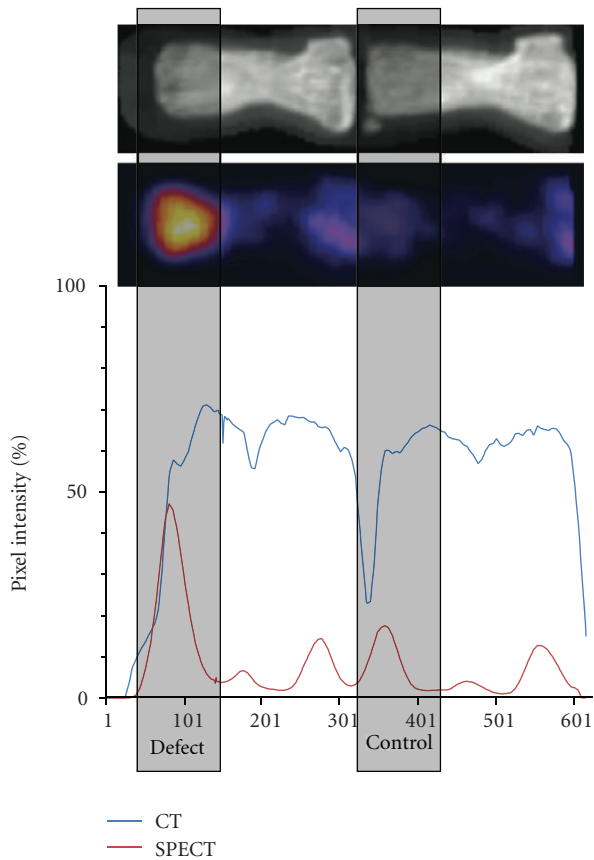 100
Pixel intensity (%)
50
0
1 101 201 301 401 501 601
Defect Control
CT
SPECT